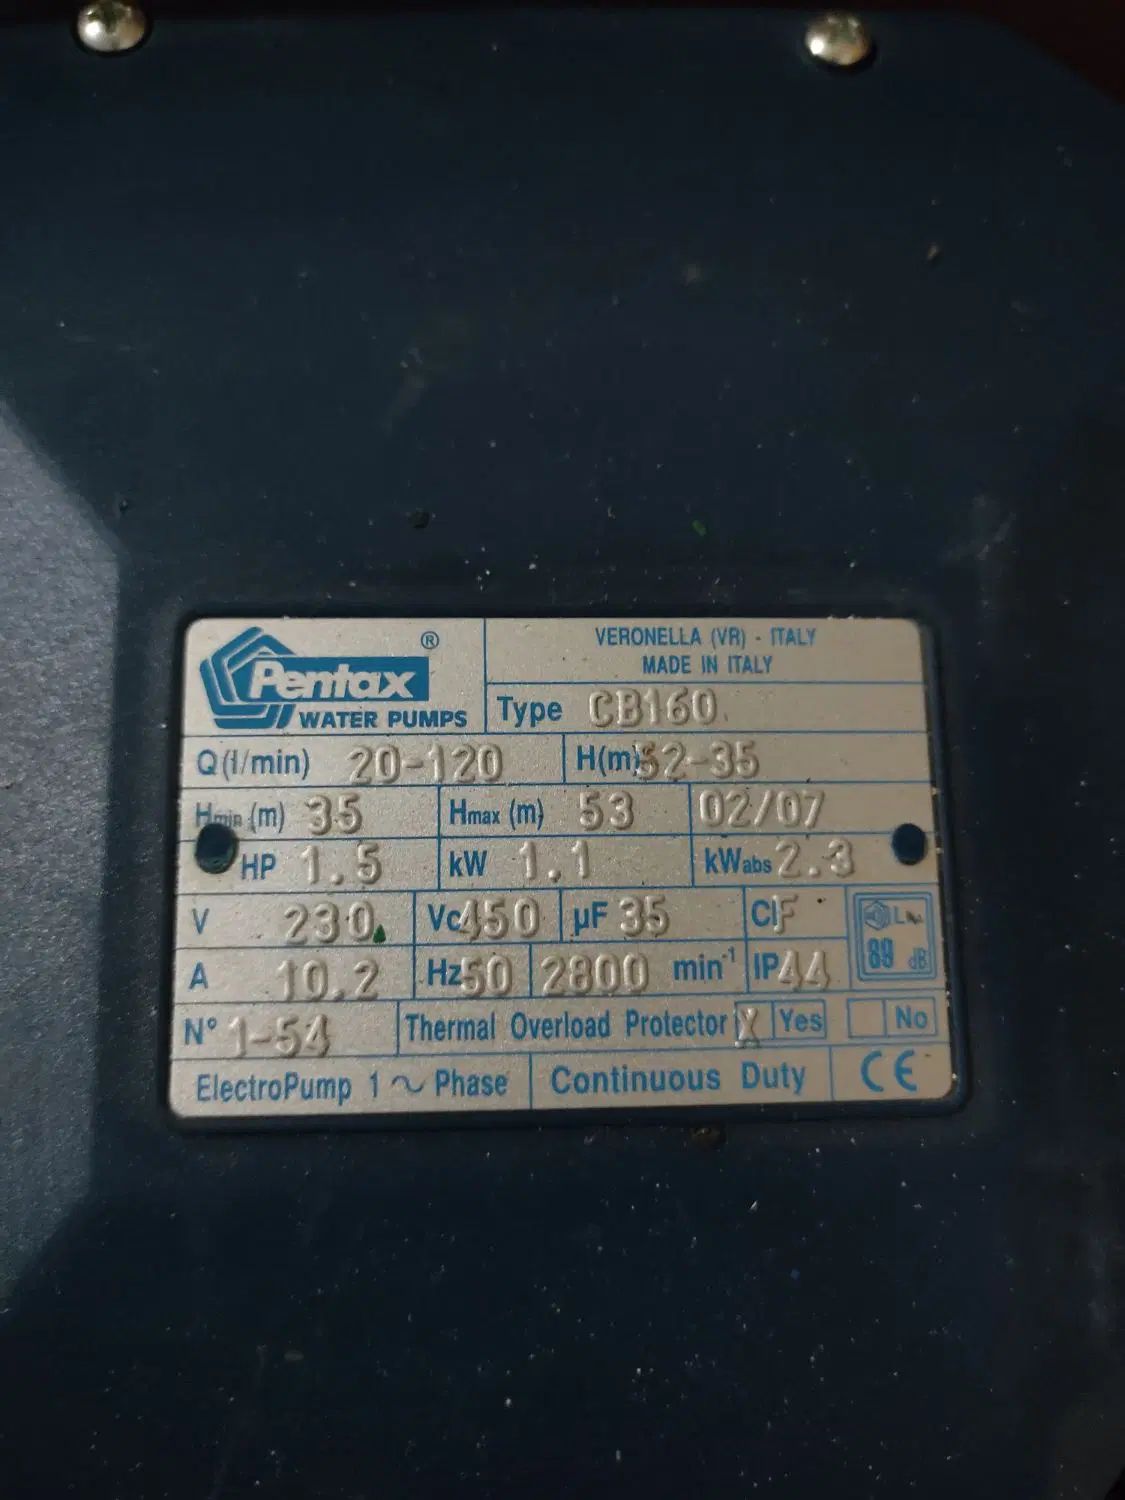 Pentax ®
WATER PUMPS
VERONELLA (VR) - ITALY
MADE IN ITALY
Type CB160
Q(l/min) 20-120 H(m) 52-35
Hmin (m) 35 Hmax (m) 53 02/07
HP 1.5 kW 1.1 kWabs 2.3
V 230 Vc 450 µF 35 Cl F
A 10.2 Hz 50 2800 min-1 IP 44
89 dB
N° 1-54 Thermal Overload Protector X Yes No
ElectroPump 1 ~ Phase Continuous Duty CE